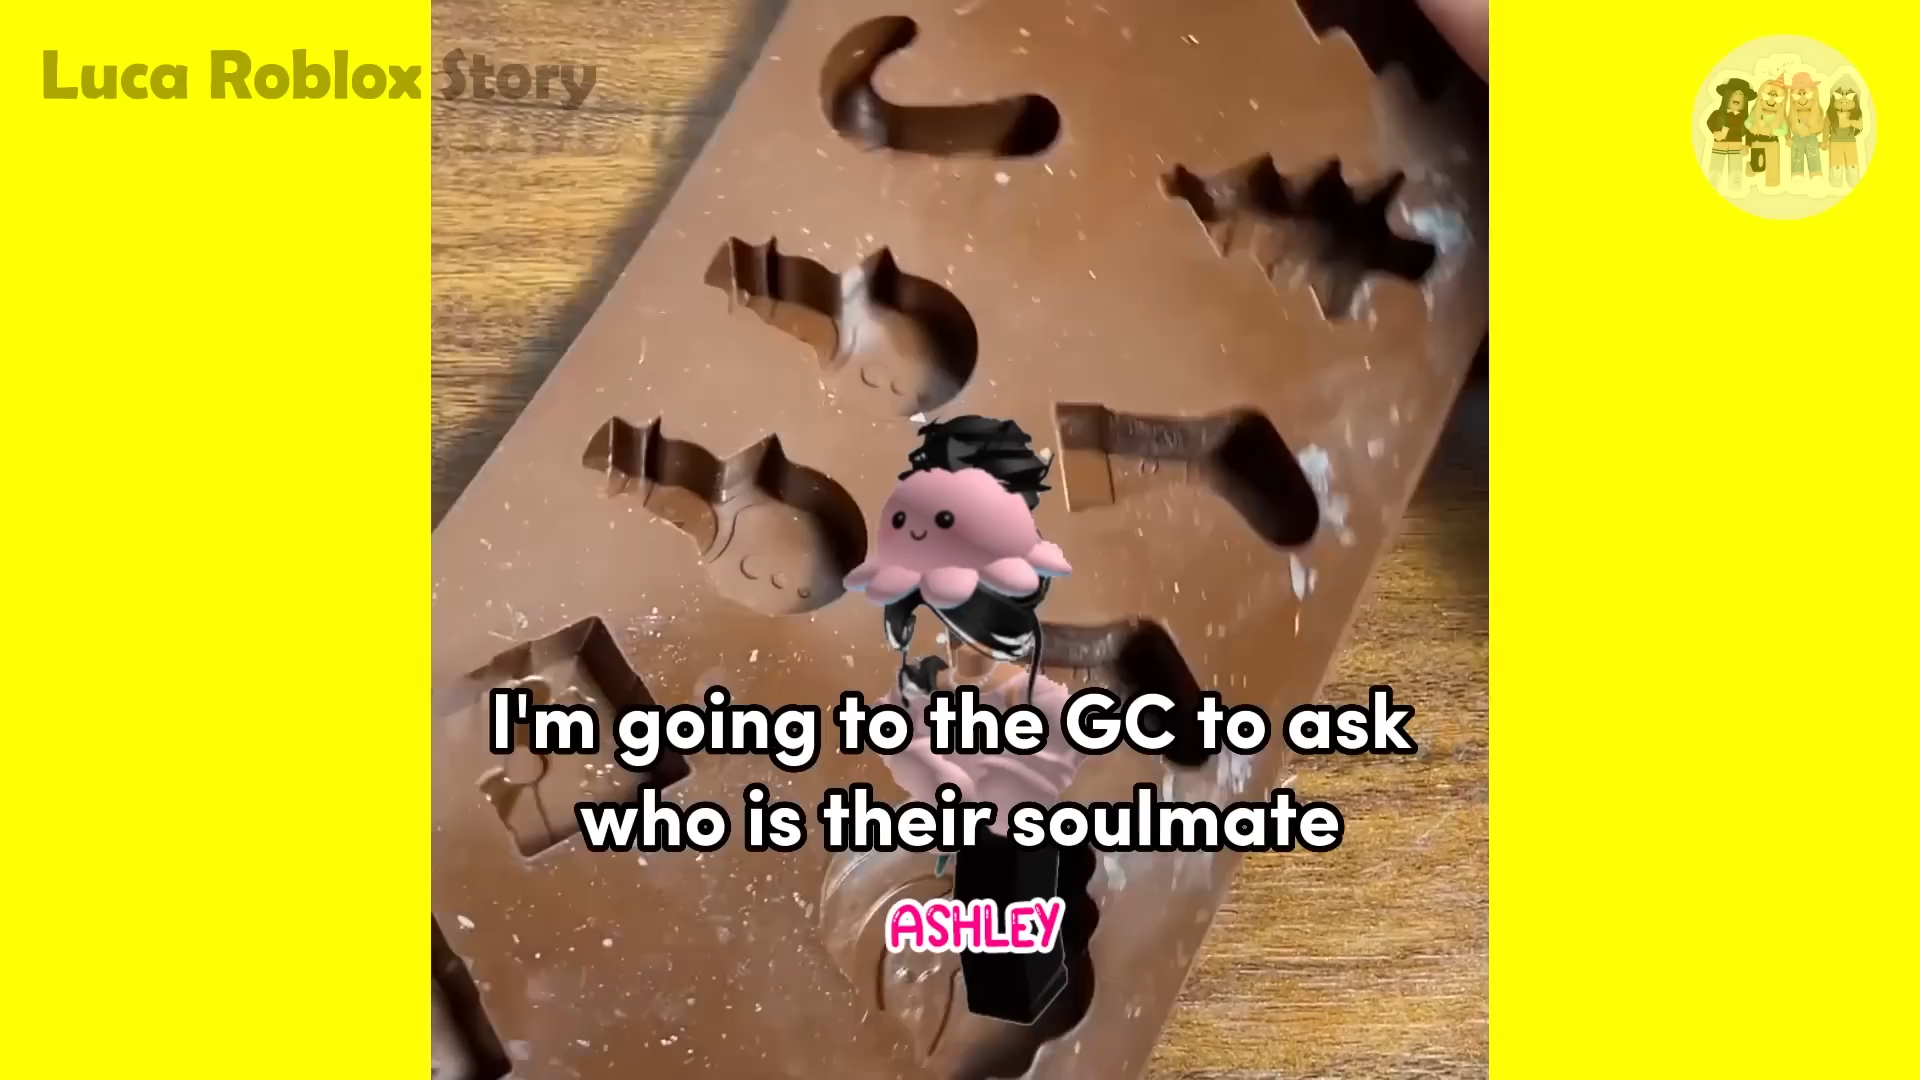 Luca Roblox Story
I'm going to the GC to ask
who is their soulmate
ASHLEY